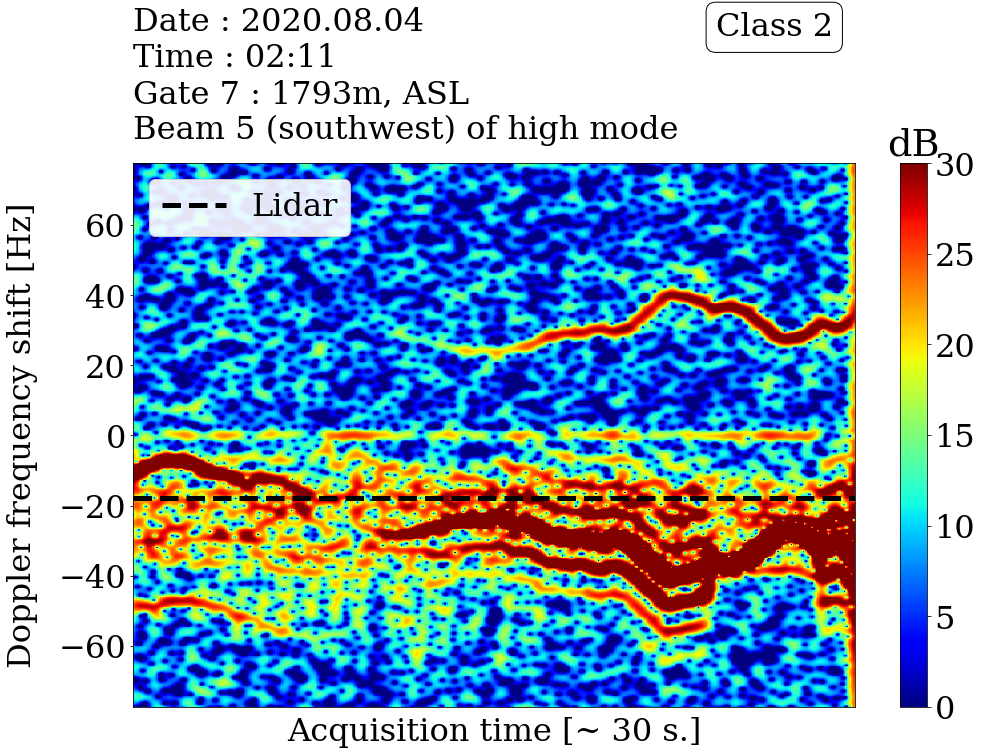 Date : 2020.08.04
Time : 02:11
Gate 7 : 1793m, ASL
Beam 5 (southwest) of high mode
Class 2
dB
Lidar
Doppler frequency shift [Hz]
60
40
20
0
−20
−40
−60
30
25
20
15
10
5
0
Acquisition time [~ 30 s.]